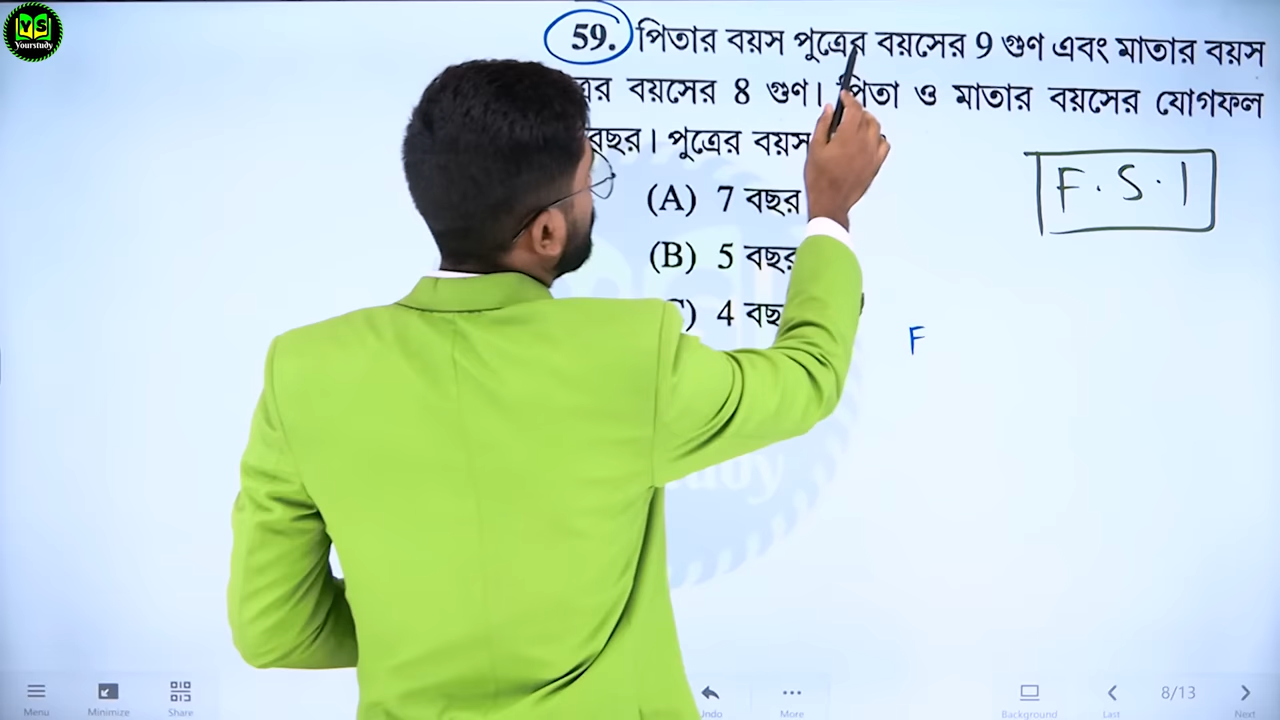 YS
Yourstudy
59. পিতার বয়স পুত্রের বয়সের 9 গুণ এবং মাতার বয়স
বয়সের 8 গুণ। পিতা ও মাতার বয়সের যোগফল
বছর। পুত্রের বয়স
F. S. I
(A) 7 বছর
(B) 5 বছর
4
F
Menu
Minimize
Share
Undo
More
Background
Last
8/13
Next